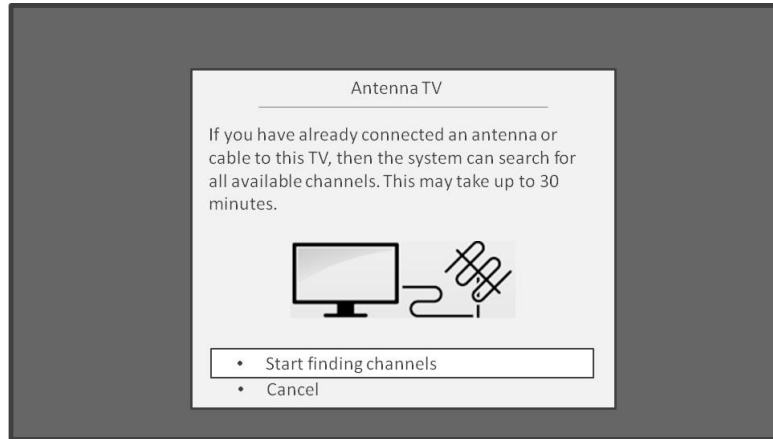 Antenna TV
If you have already connected an antenna or
cable to this TV, then the system can search for
all available channels. This may take up to 30
minutes.
• Start finding channels
• Cancel